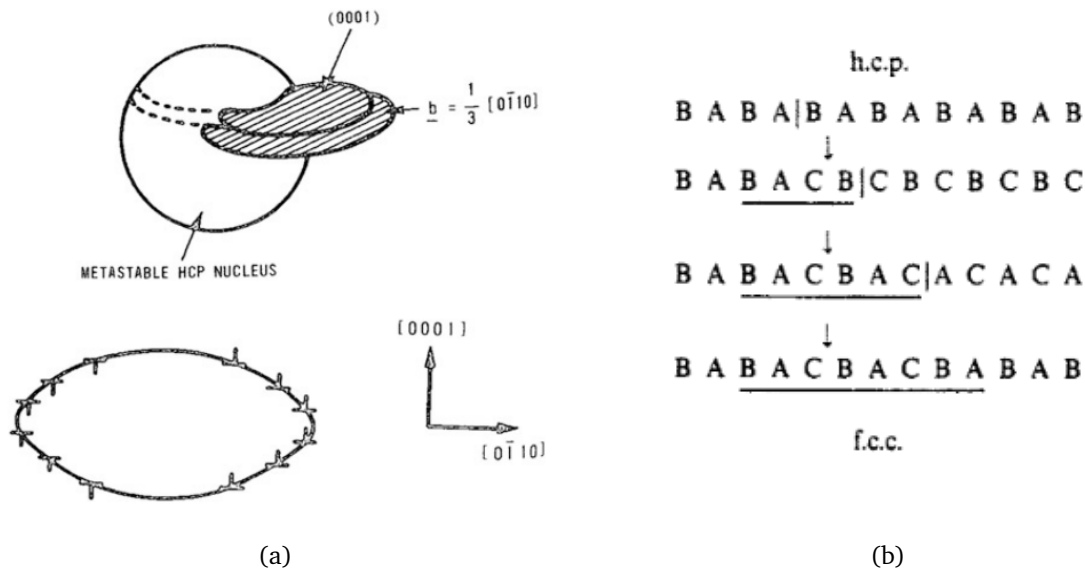 (0001)
b = 1/3 [01̄10]
METASTABLE HCP NUCLEUS
[0001]
[01̄10]
(a)
h.c.p.
B A B A|B A B A B A B A B
B A B A C B|C B C B C B C
B A B A C B A C|A C A C A
B A B A C B A C B A B A B
f.c.c.
(b)